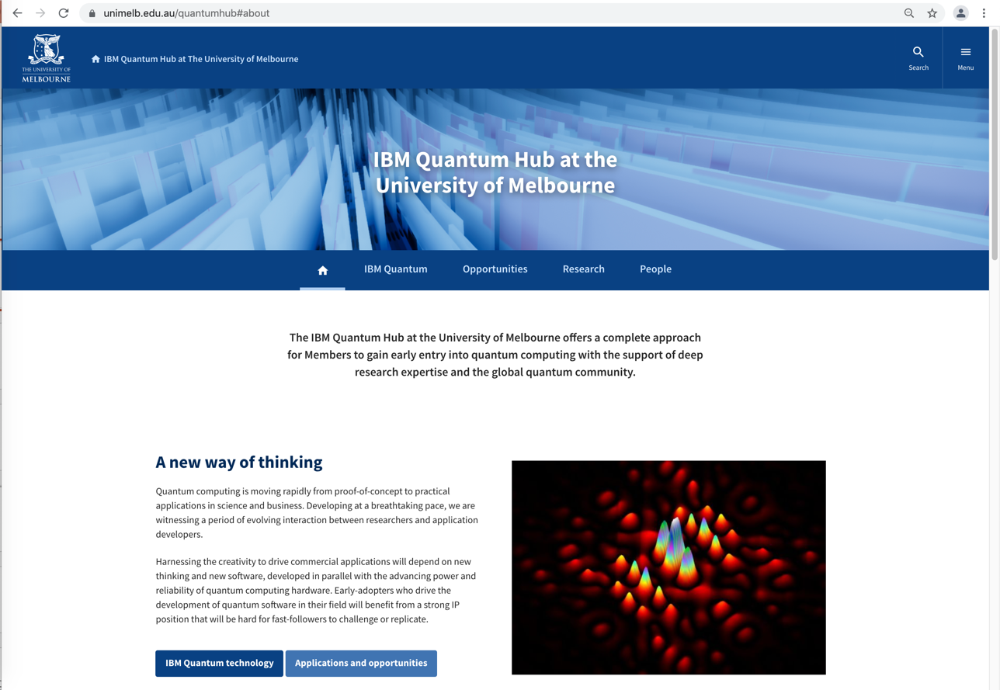 unimelb.edu.au/quantumhub#about
THE UNIVERSITY OF
MELBOURNE
IBM Quantum Hub at The University of Melbourne
Search
Menu
IBM Quantum Hub at the
University of Melbourne
IBM Quantum
Opportunities
Research
People
The IBM Quantum Hub at the University of Melbourne offers a complete approach
for Members to gain early entry into quantum computing with the support of deep
research expertise and the global quantum community.
A new way of thinking
Quantum computing is moving rapidly from proof-of-concept to practical
applications in science and business. Developing at a breathtaking pace, we are
witnessing a period of evolving interaction between researchers and application
developers.
Harnessing the creativity to drive commercial applications will depend on new
thinking and new software, developed in parallel with the advancing power and
reliability of quantum computing hardware. Early-adopters who drive the
development of quantum software in their field will benefit from a strong IP
position that will be hard for fast-followers to challenge or replicate.
IBM Quantum technology
Applications and opportunities